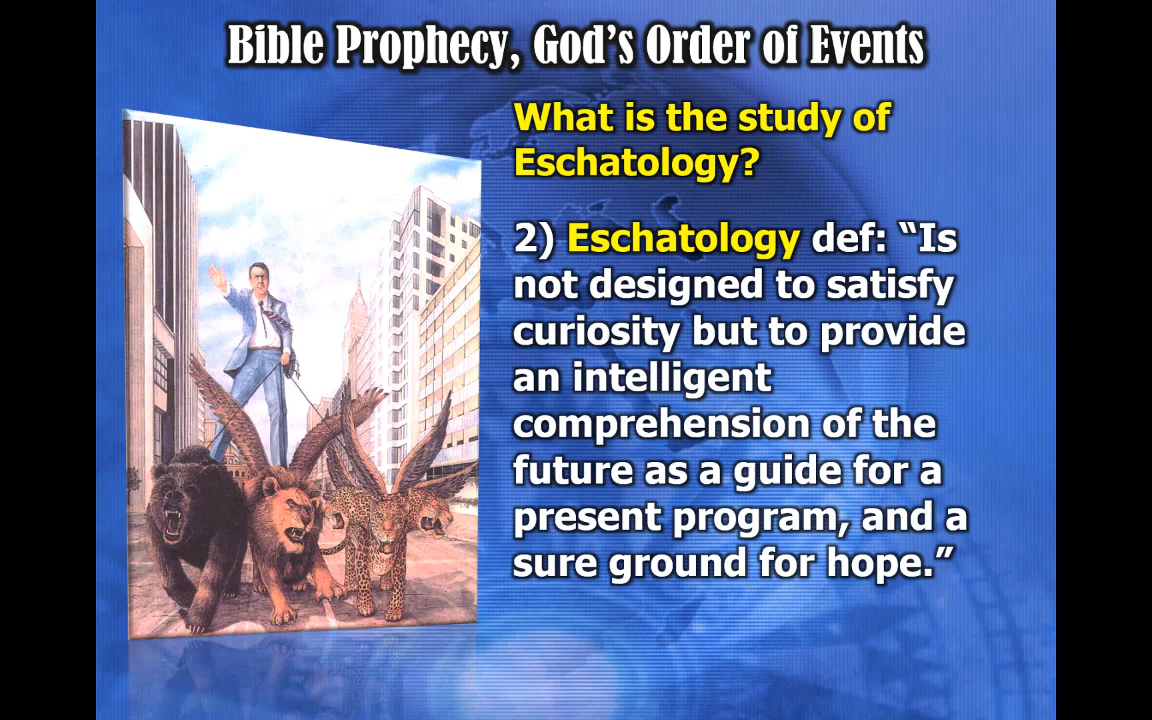 Bible Prophecy, God's Order of Events
What is the study of
Eschatology?
2) Eschatology def: “Is
not designed to satisfy
curiosity but to provide
an intelligent
comprehension of the
future as a guide for a
present program, and a
sure ground for hope.”